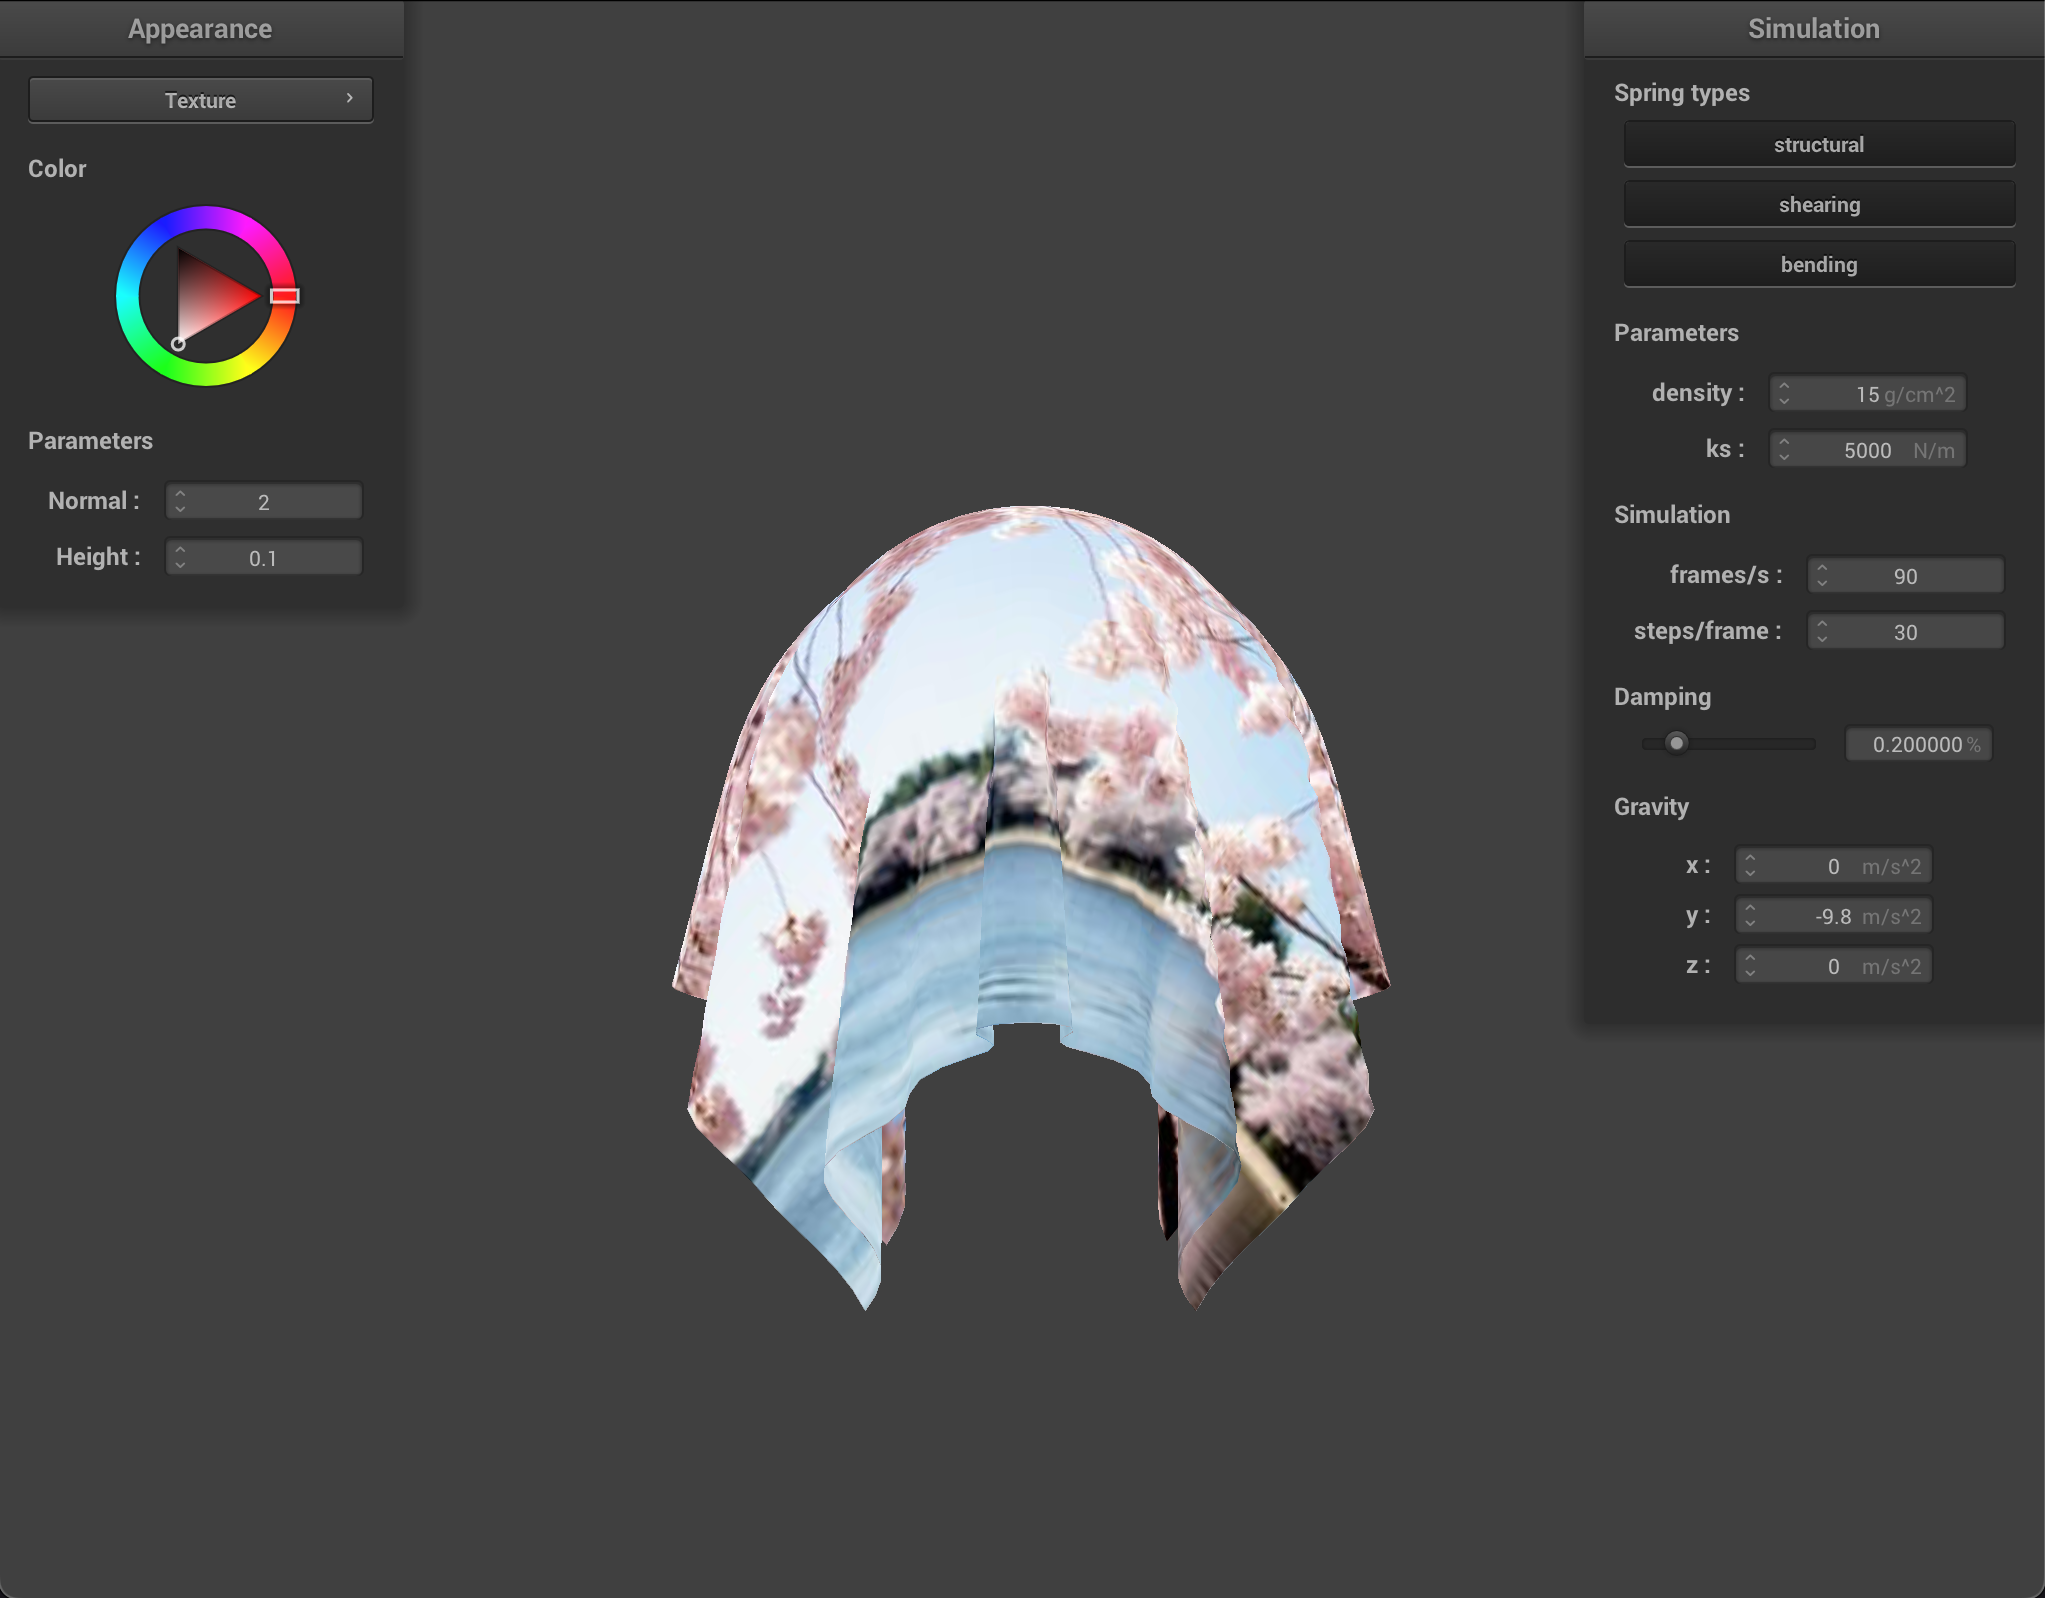 Appearance
Texture
Color
Parameters
Normal : 2
Height : 0.1
Simulation
Spring types
structural
shearing
bending
Parameters
density : 15 g/cm^2
ks : 5000 N/m
Simulation
frames/s : 90
steps/frame : 30
Damping
0.200000 %
Gravity
x : 0 m/s^2
y : -9.8 m/s^2
z : 0 m/s^2